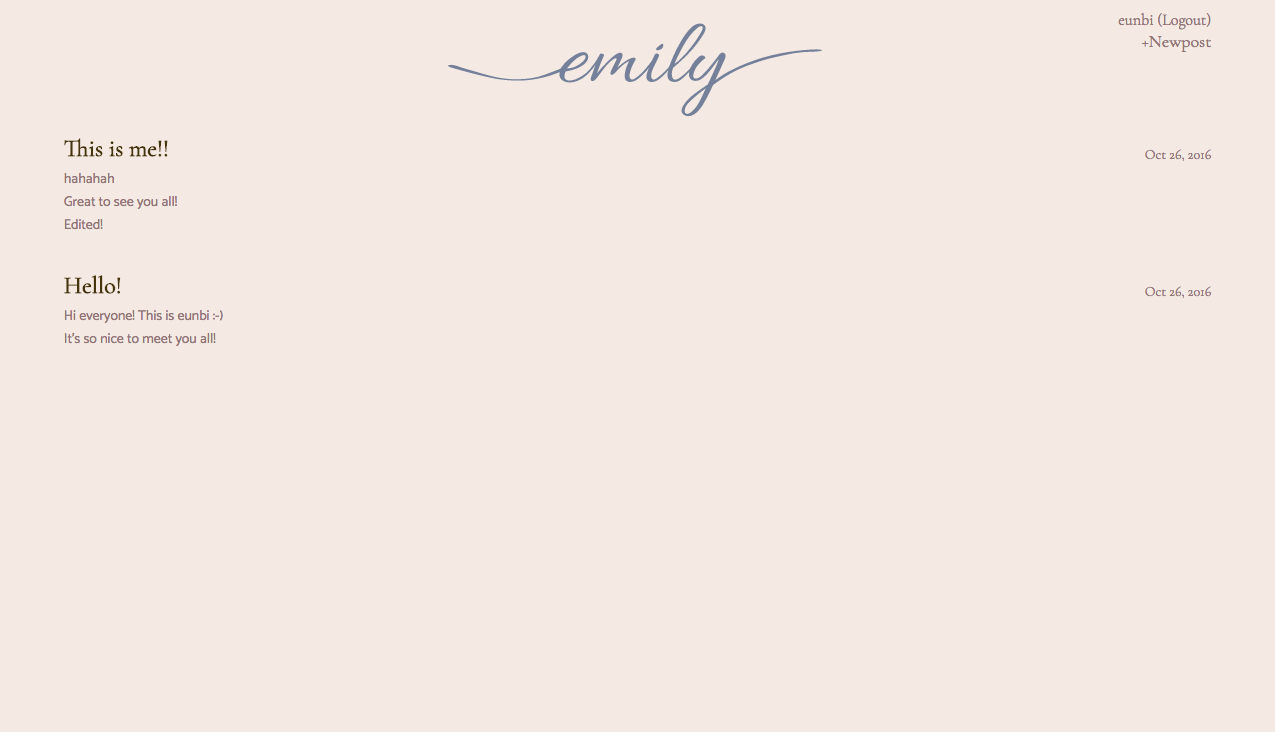 emily
eunbi (Logout)
+Newpost
This is me!!
Oct 26, 2016
hahahah
Great to see you all!
Edited!
Hello!
Oct 26, 2016
Hi everyone! This is eunbi :-)
It's so nice to meet you all!